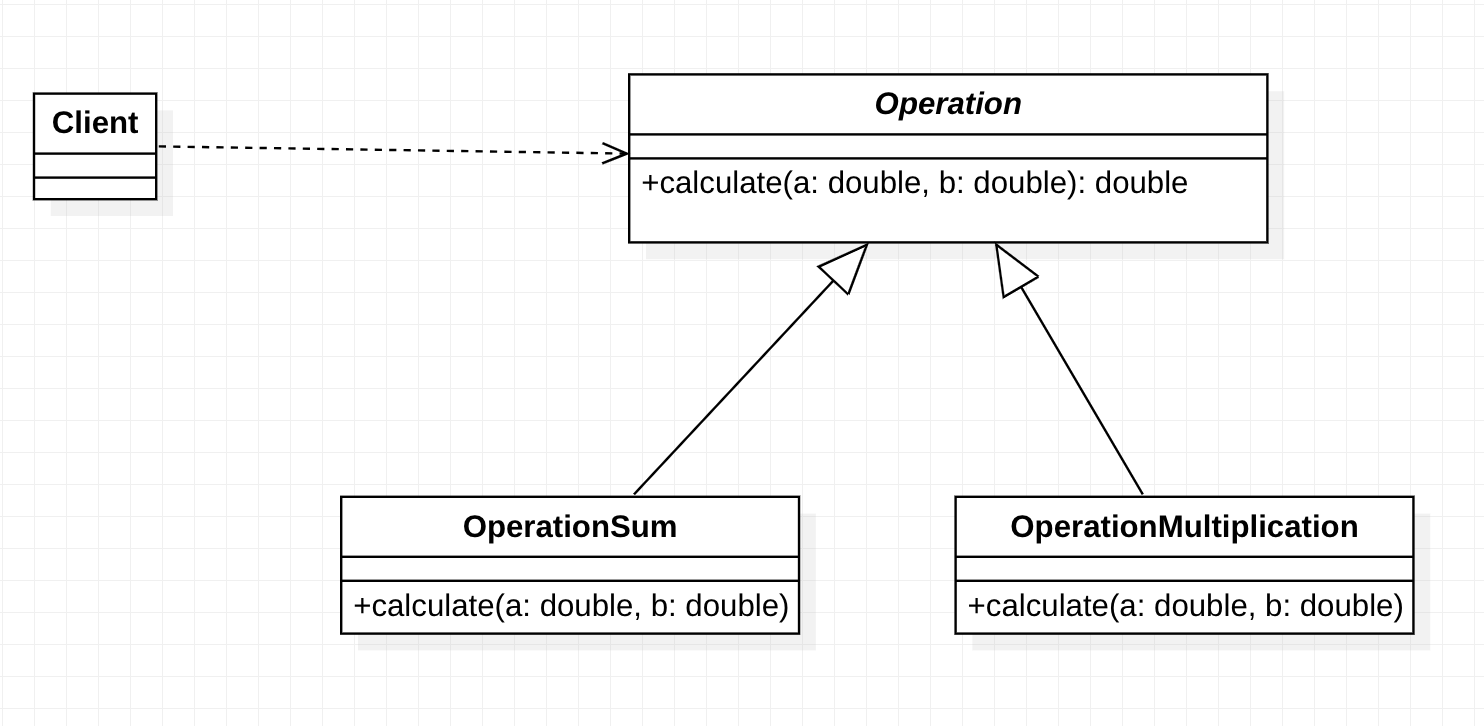 Client
Operation
+calculate(a: double, b: double): double
OperationSum
+calculate(a: double, b: double)
OperationMultiplication
+calculate(a: double, b: double)